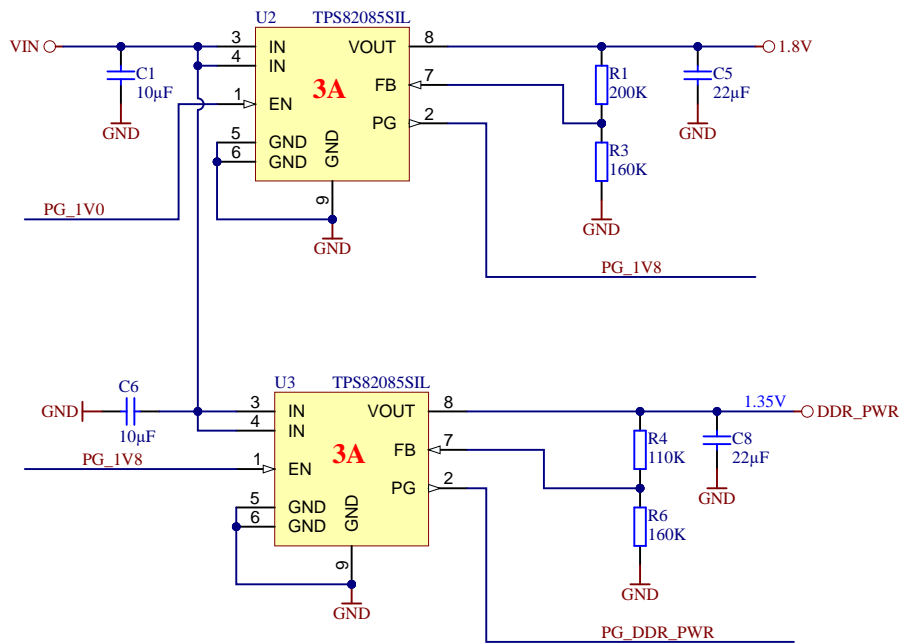 U2 TPS82085SIL
VIN 3 IN VOUT 8 1.8V
4 IN
C1
10µF
GND
1 EN
3A
FB 7
PG 2
R1
200K
C5
22µF
GND
5 GND
6 GND
GND
9
GND
R3
160K
GND
PG_1V0
PG_1V8
U3 TPS82085SIL
C6
GND
10µF
3 IN VOUT 8 1.35V DDR_PWR
4 IN
PG_1V8
1 EN
3A
FB 7
PG 2
R4
110K
C8
22µF
GND
5 GND
6 GND
GND
9
GND
R6
160K
GND
PG_DDR_PWR